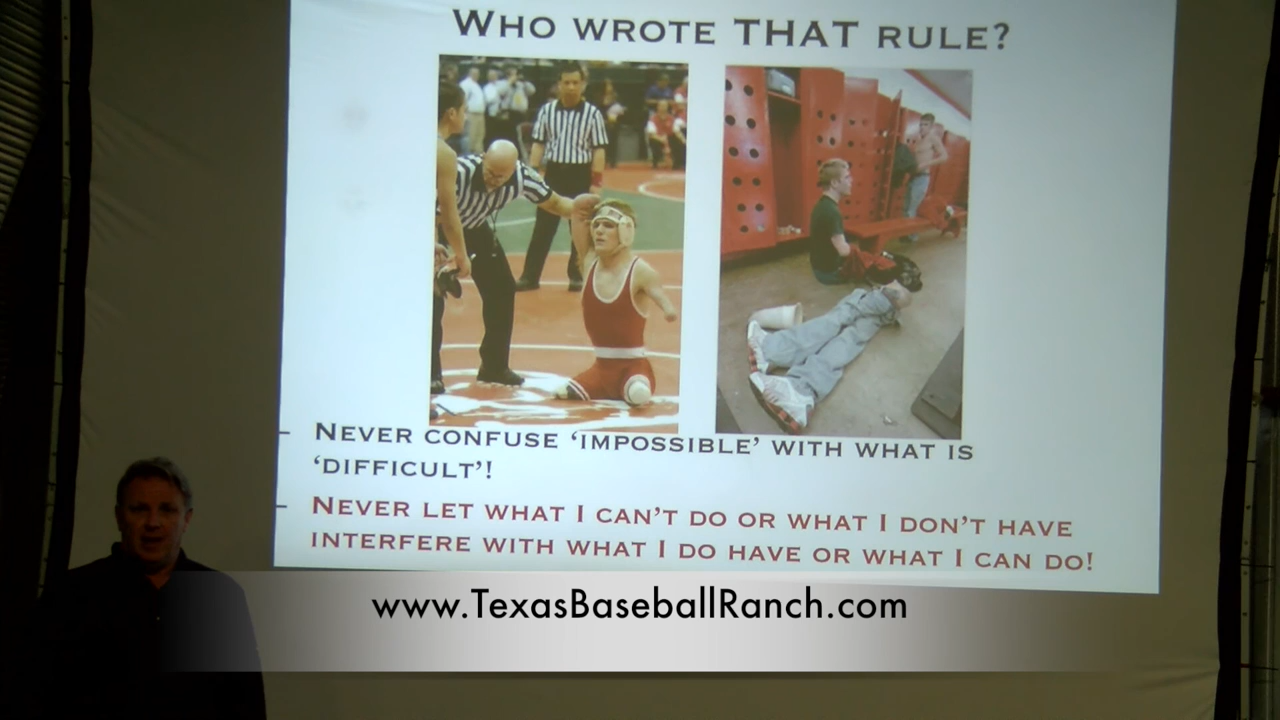 WHO WROTE THAT RULE?
- NEVER CONFUSE ‘IMPOSSIBLE’ WITH WHAT IS
‘DIFFICULT’!
- NEVER LET WHAT I CAN’T DO OR WHAT I DON’T HAVE
INTERFERE WITH WHAT I DO HAVE OR WHAT I CAN DO!
www.TexasBaseballRanch.com